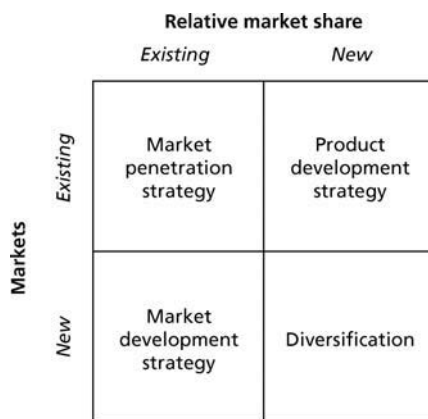 Relative market share
Existing New
Existing
Market
penetration
strategy
Product
development
strategy
Markets
New
Market
development
strategy
Diversification